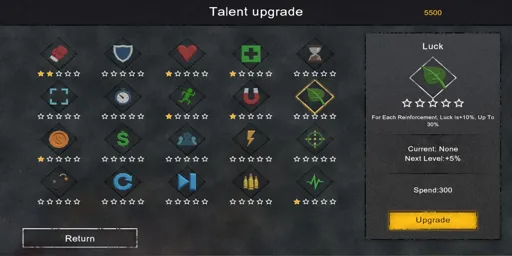 Talent upgrade
5500
Luck
For Each Reinforcement, Luck Is+10%, Up To
30%
Current: None
Next Level:+5%
Spend:300
Upgrade
Return